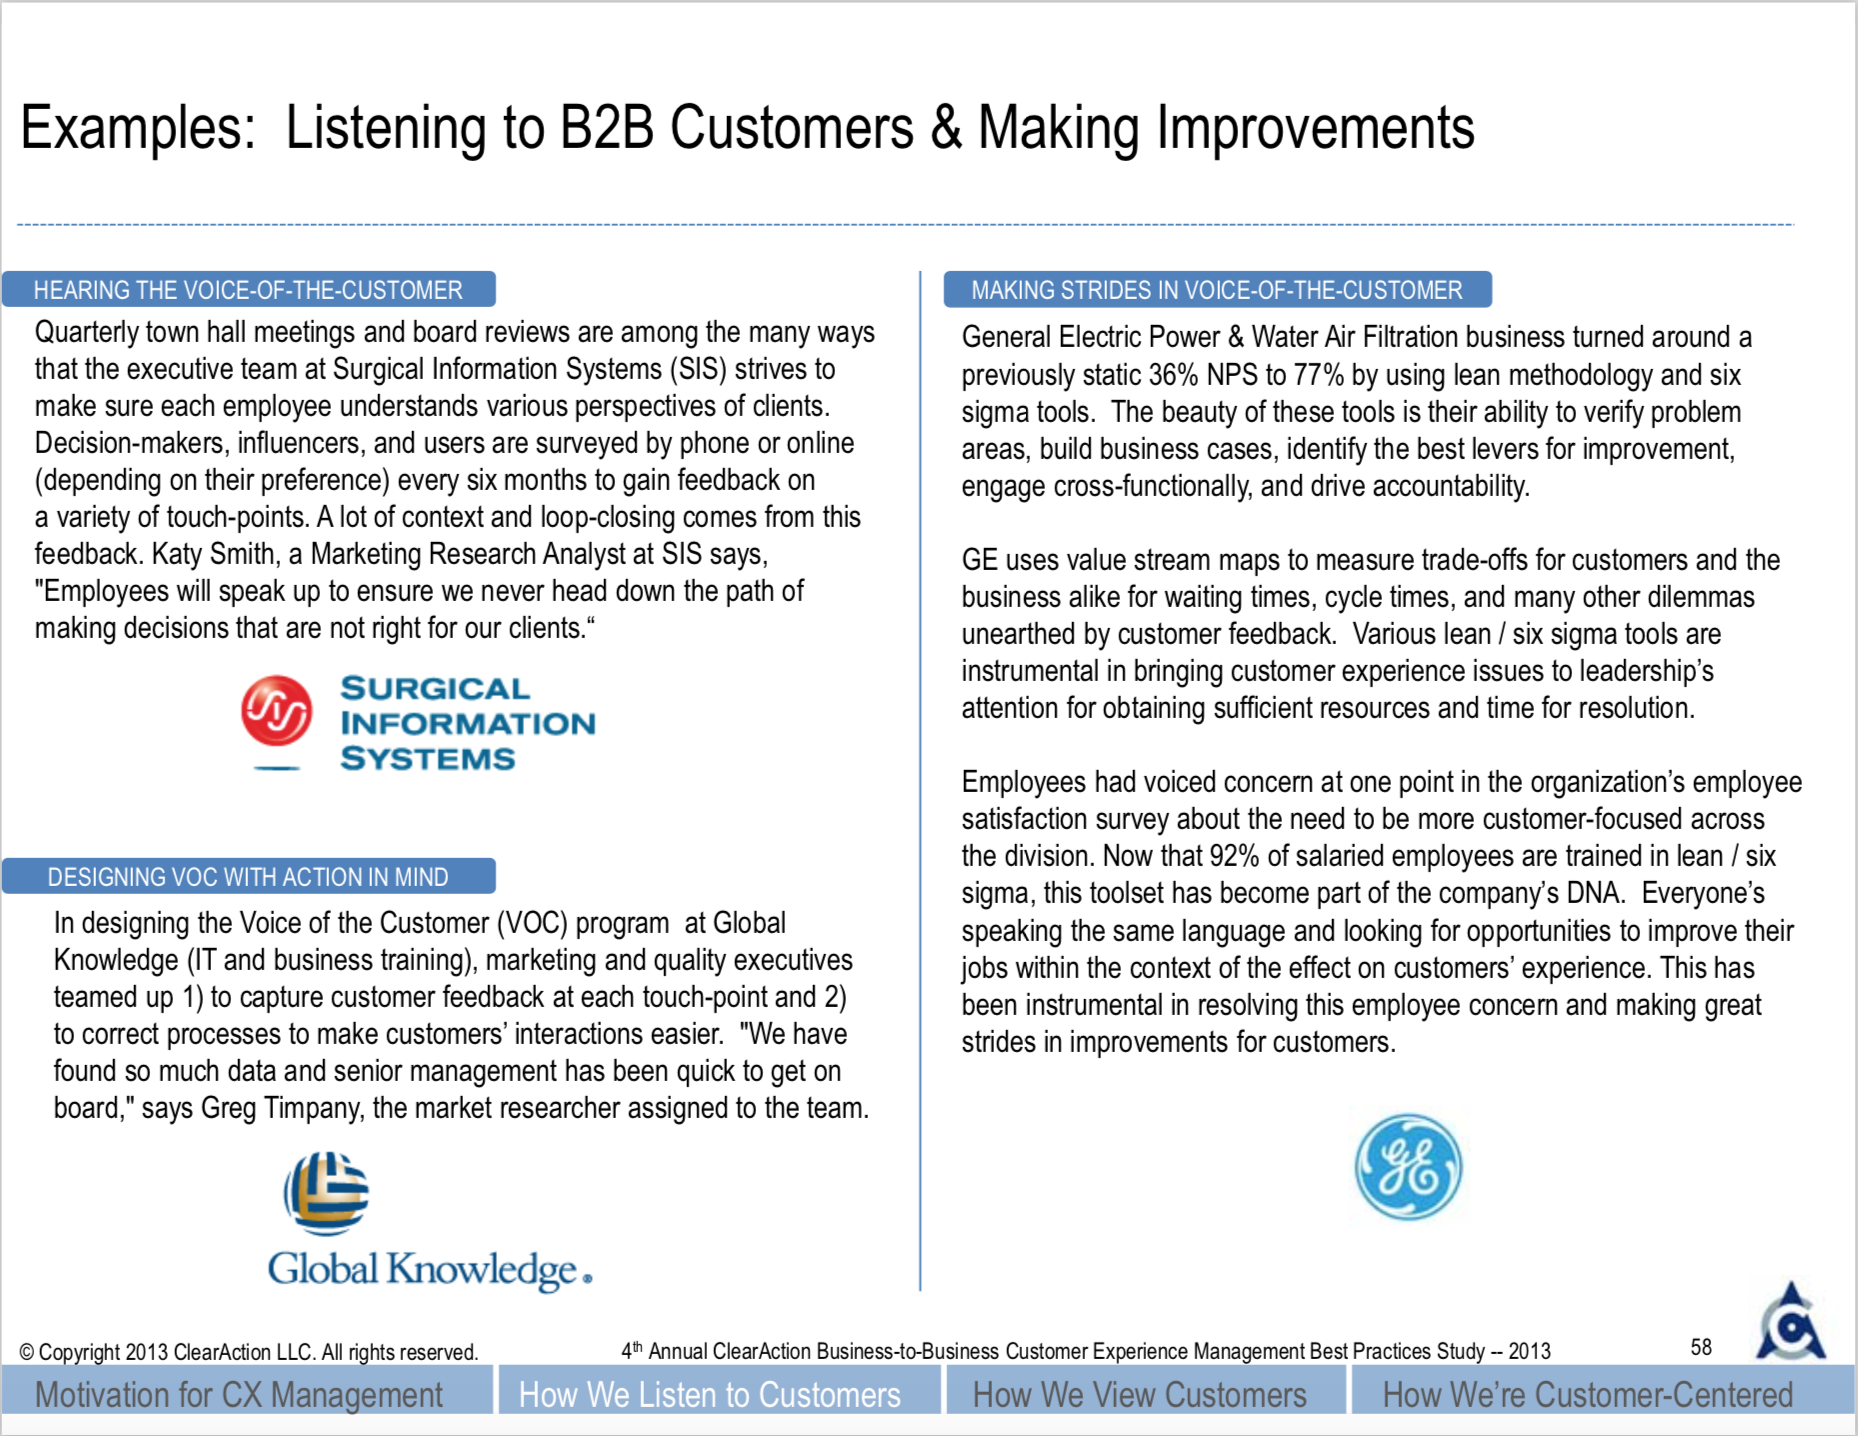 Examples:  Listening to B2B Customers & Making Improvements
HEARING THE VOICE-OF-THE-CUSTOMER
Quarterly town hall meetings and board reviews are among the many ways
that the executive team at Surgical Information Systems (SIS) strives to
make sure each employee understands various perspectives of clients.
Decision-makers, influencers, and users are surveyed by phone or online
(depending on their preference) every six months to gain feedback on
a variety of touch-points. A lot of context and loop-closing comes from this
feedback. Katy Smith, a Marketing Research Analyst at SIS says,
"Employees will speak up to ensure we never head down the path of
making decisions that are not right for our clients.“
SIS
SURGICAL
INFORMATION
SYSTEMS
DESIGNING VOC WITH ACTION IN MIND
In designing the Voice of the Customer (VOC) program  at Global
Knowledge (IT and business training), marketing and quality executives
teamed up 1) to capture customer feedback at each touch-point and 2)
to correct processes to make customers’ interactions easier.  "We have
found so much data and senior management has been quick to get on
board," says Greg Timpany, the market researcher assigned to the team.
Global Knowledge®
MAKING STRIDES IN VOICE-OF-THE-CUSTOMER
General Electric Power & Water Air Filtration business turned around a
previously static 36% NPS to 77% by using lean methodology and six
sigma tools.  The beauty of these tools is their ability to verify problem
areas, build business cases, identify the best levers for improvement,
engage cross-functionally, and drive accountability.
GE uses value stream maps to measure trade-offs for customers and the
business alike for waiting times, cycle times, and many other dilemmas
unearthed by customer feedback.  Various lean / six sigma tools are
instrumental in bringing customer experience issues to leadership’s
attention for obtaining sufficient resources and time for resolution.
Employees had voiced concern at one point in the organization’s employee
satisfaction survey about the need to be more customer-focused across
the division. Now that 92% of salaried employees are trained in lean / six
sigma, this toolset has become part of the company’s DNA.  Everyone’s
speaking the same language and looking for opportunities to improve their
jobs within the context of the effect on customers’ experience. This has
been instrumental in resolving this employee concern and making great
strides in improvements for customers.
GE
© Copyright 2013 ClearAction LLC. All rights reserved.
4th Annual ClearAction Business-to-Business Customer Experience Management Best Practices Study -- 2013
58
Motivation for CX Management
How We Listen to Customers
How We View Customers
How We’re Customer-Centered